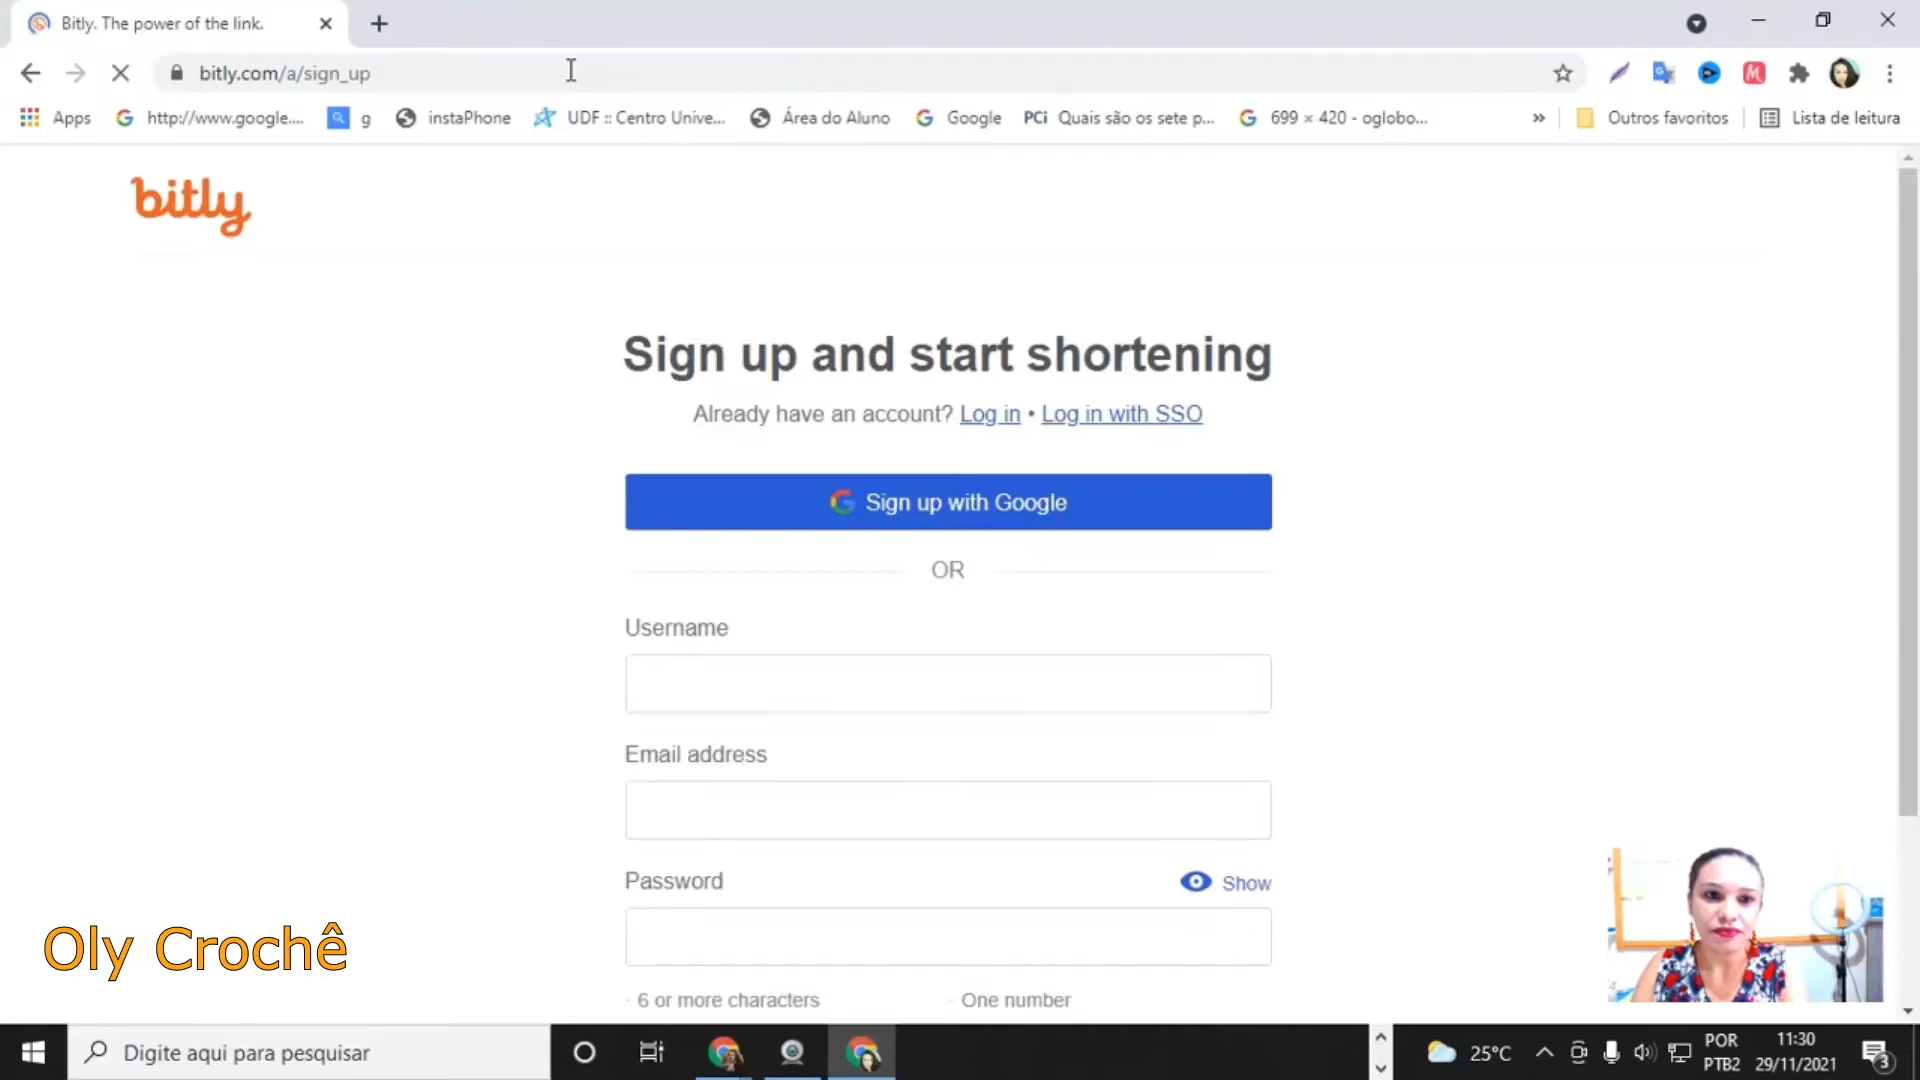 Bitly. The power of the link.
bitly.com/a/sign_up
Apps
http://www.google....
g
instaPhone
UDF :: Centro Unive...
Área do Aluno
Google
PCi Quais são os sete p...
699 × 420 - oglobo...
»
Outros favoritos
Lista de leitura
bitly
Sign up and start shortening
Already have an account? Log in • Log in with SSO
Sign up with Google
OR
Username
Email address
Password
Show
· 6 or more characters
· One number
Oly Crochê
Digite aqui para pesquisar
25°C
POR
PTB2
11:30
29/11/2021
3